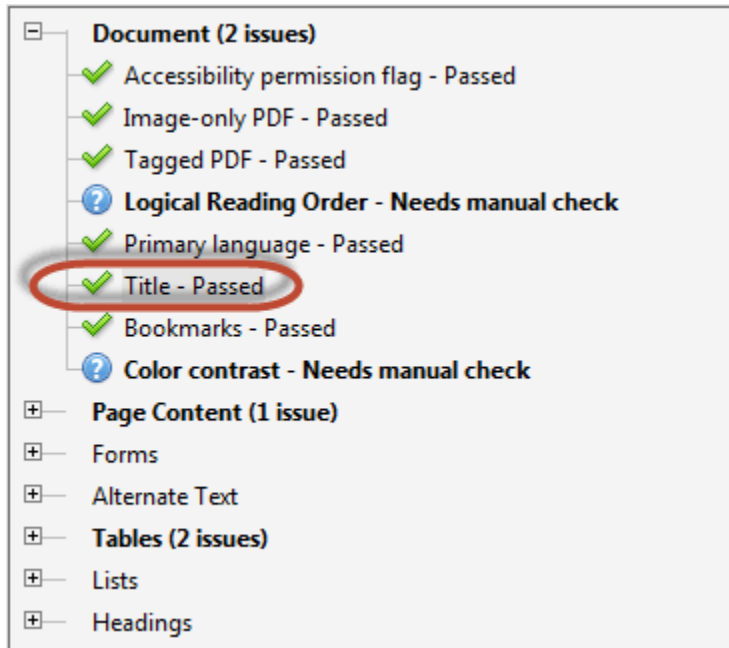 Document (2 issues)
Accessibility permission flag - Passed
Image-only PDF - Passed
Tagged PDF - Passed
Logical Reading Order - Needs manual check
Primary language - Passed
Title - Passed
Bookmarks - Passed
Color contrast - Needs manual check
Page Content (1 issue)
Forms
Alternate Text
Tables (2 issues)
Lists
Headings